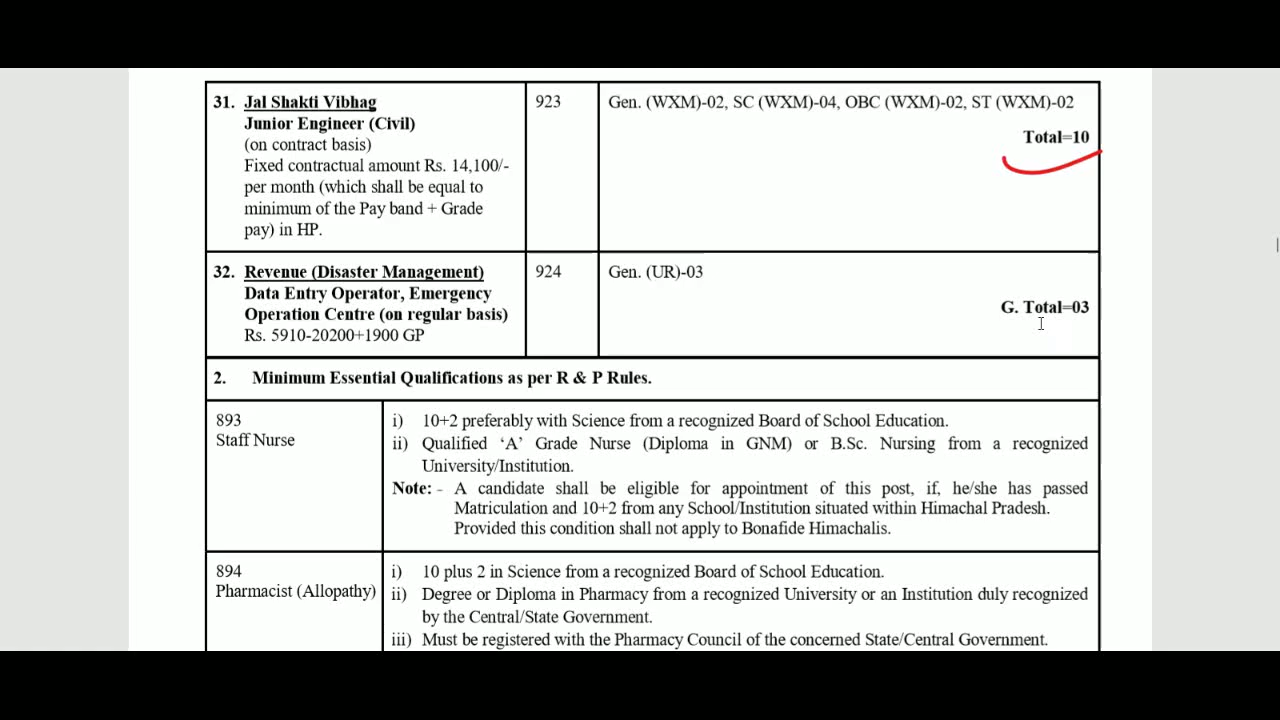 31. Jal Shakti Vibhag 923 Gen. (WXM)-02, SC (WXM)-04, OBC (WXM)-02, ST (WXM)-02
Junior Engineer (Civil)
Total=10
(on contract basis)
Fixed contractual amount Rs. 14,100/-
per month (which shall be equal to
minimum of the Pay band + Grade
pay) in HP.
32. Revenue (Disaster Management) 924 Gen. (UR)-03
Data Entry Operator, Emergency
Operation Centre (on regular basis)
G. Total=03
Rs. 5910-20200+1900 GP
2. Minimum Essential Qualifications as per R & P Rules.
893
Staff Nurse
i) 10+2 preferably with Science from a recognized Board of School Education.
ii) Qualified ‘A’ Grade Nurse (Diploma in GNM) or B.Sc. Nursing from a recognized
University/Institution.
Note: - A candidate shall be eligible for appointment of this post, if, he/she has passed
Matriculation and 10+2 from any School/Institution situated within Himachal Pradesh.
Provided this condition shall not apply to Bonafide Himachalis.
894
Pharmacist (Allopathy)
i) 10 plus 2 in Science from a recognized Board of School Education.
ii) Degree or Diploma in Pharmacy from a recognized University or an Institution duly recognized
by the Central/State Government.
iii) Must be registered with the Pharmacy Council of the concerned State/Central Government.